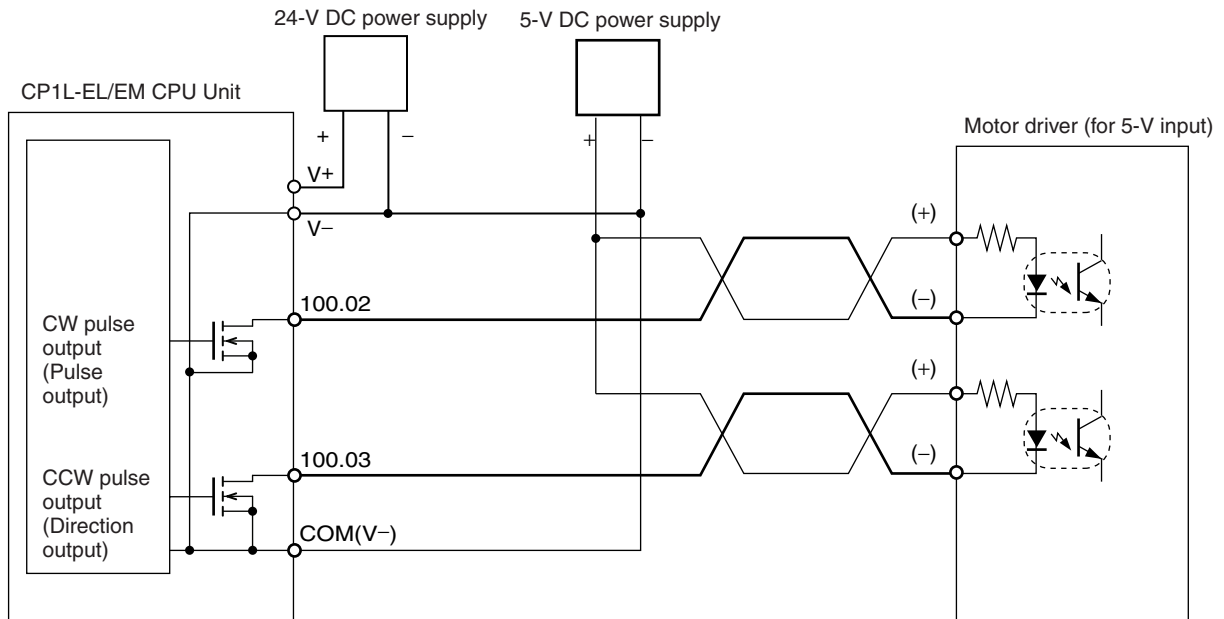 24-V DC power supply
5-V DC power supply
CP1L-EL/EM CPU Unit
Motor driver (for 5-V input)
+
−
+
−
V+
V−
(+)
100.02
(−)
CW pulse
output
(Pulse
output)
(+)
100.03
(−)
CCW pulse
output
(Direction
output)
COM(V−)